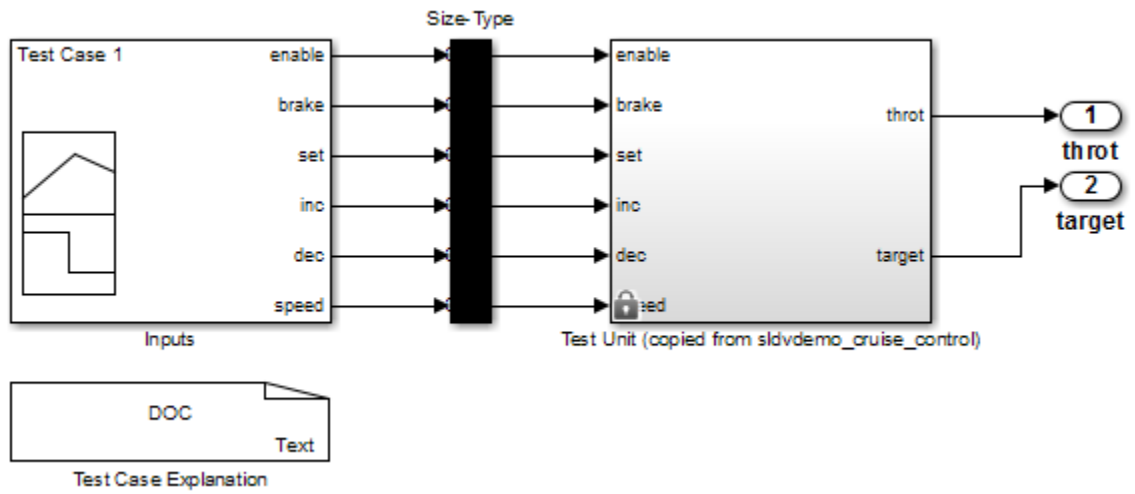 Size-Type
Test Case 1
enable
brake
set
inc
dec
speed
Inputs
enable
brake
set
inc
dec
eed
throt
target
Test Unit (copied from sldvdemo_cruise_control)
1
throt
2
target
DOC
Text
Test Case Explanation